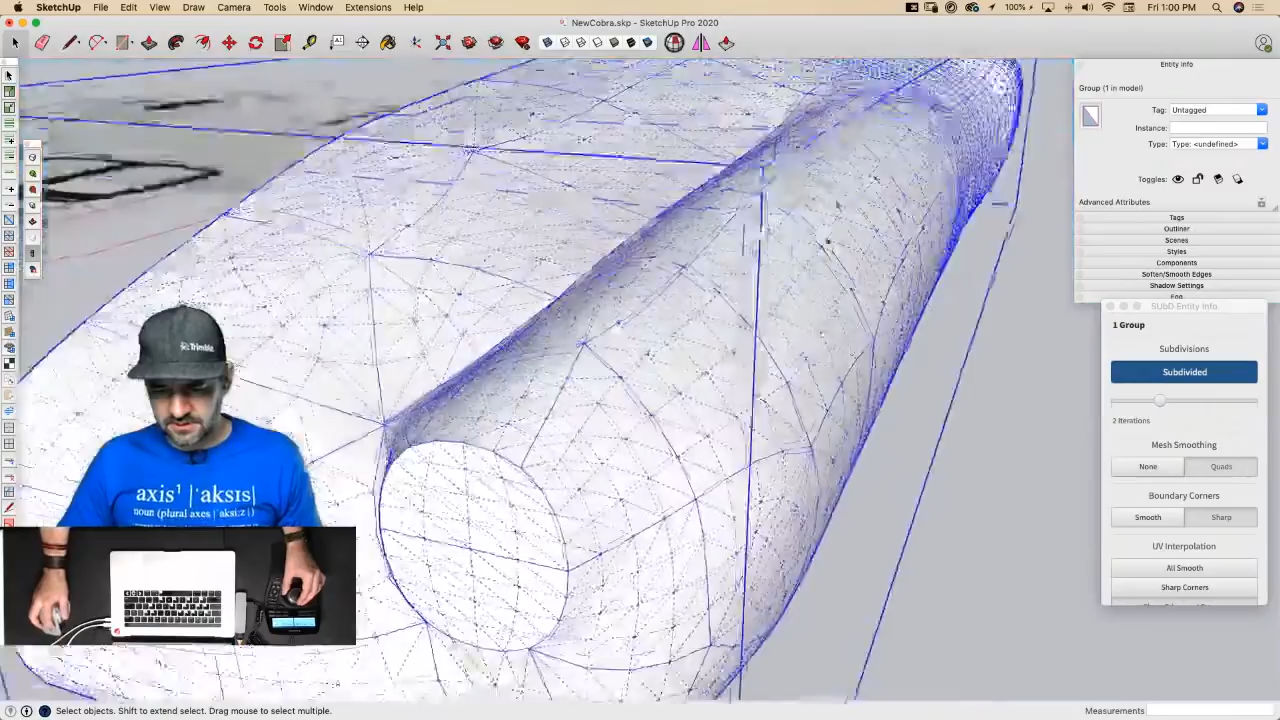 SketchUp File Edit View Draw Camera Tools Extensions Window Help
100% Fri 1:00 PM
NewCobra.skp - SketchUp Pro 2020
Entity Info
Group (1 in model)
Tag: Untagged
Instance:
Type: Type: <undefined>
Toggles:
Advanced Attributes
Tags
Outliner
Scenes
Styles
Components
Soften/Smooth Edges
Shadow Settings
Fog
SUbD Entity Info
1 Group
Subdivisions
Subdivided
2 Iterations
Mesh Smoothing
None Quads
Boundary Corners
Smooth Sharp
UV Interpolation
All Smooth
Sharp Corners
Trimble.
axis¹ |ˈaksɪs|
noun (plural axes |ˈakˌsiːz|)
Select objects. Shift to extend select. Drag mouse to select multiple.
Measurements